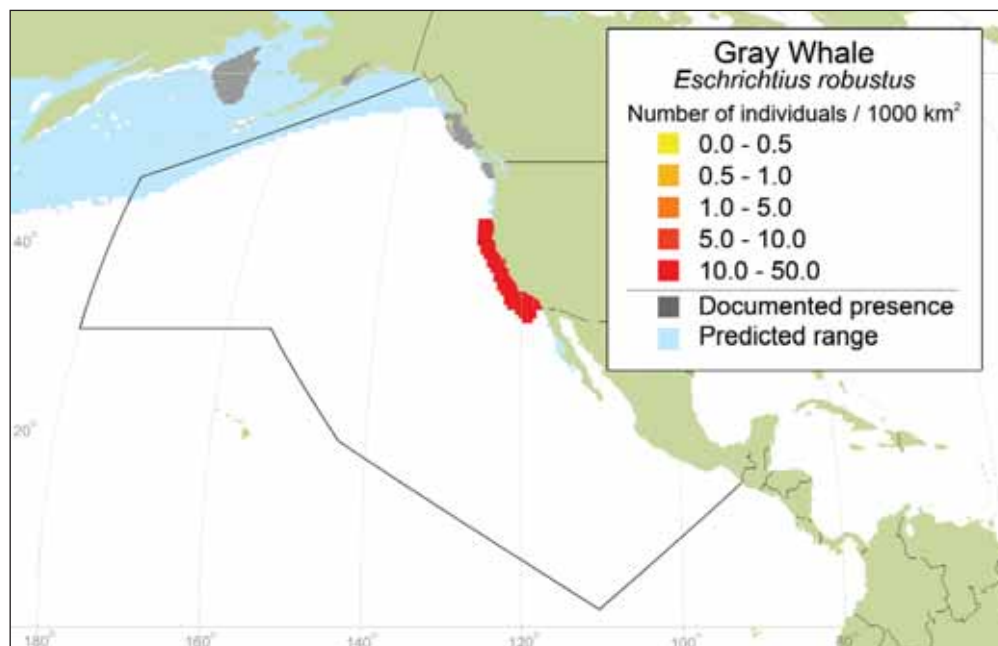 Gray Whale
Eschrichtius robustus
Number of individuals / 1000 km²
0.0 - 0.5
0.5 - 1.0
1.0 - 5.0
5.0 - 10.0
10.0 - 50.0
Documented presence
Predicted range
40°
20°
180° 160° 140° 120° 100° 80°